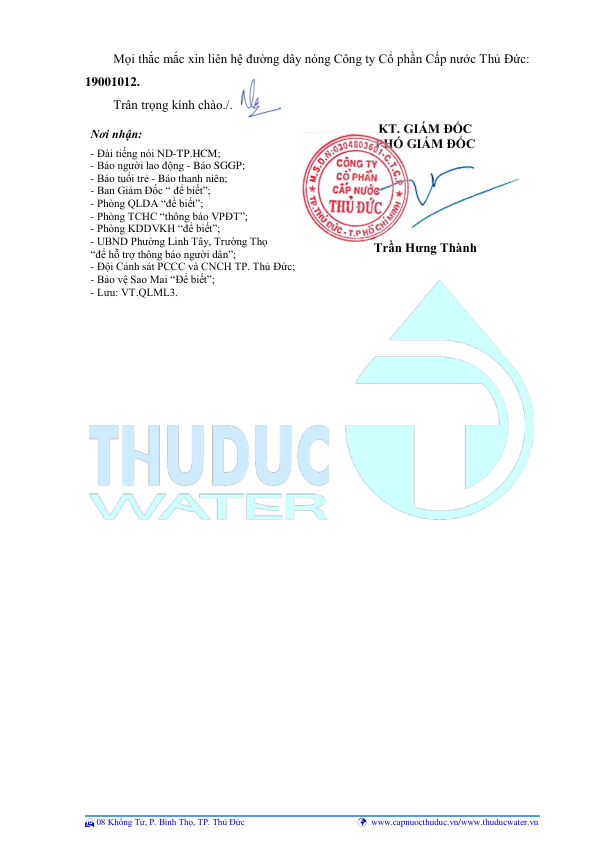 Mọi thắc mắc xin liên hệ đường dây nóng Công ty Cổ phần Cấp nước Thủ Đức:
19001012.
Trân trọng kính chào./.
Nơi nhận:
- Đài tiếng nói ND-TP.HCM;
- Báo người lao động - Báo SGGP;
- Báo tuổi trẻ - Báo thanh niên;
- Ban Giám Đốc “ để biết”;
- Phòng QLDA “để biết”;
- Phòng TCHC “thông báo VPĐT”;
- Phòng KDDVKH “để biết”;
- UBND Phường Linh Tây, Trường Thọ
“để hỗ trợ thông báo người dân”;
- Đội Cảnh sát PCCC và CNCH TP. Thủ Đức;
- Bảo vệ Sao Mai “Để biết”;
- Lưu: VT.QLML3.
KT. GIÁM ĐỐC
PHÓ GIÁM ĐỐC
M.S.D.N:0304803601-C.T.C.P
CÔNG TY
CỔ PHẦN
CẤP NƯỚC
THỦ ĐỨC
TP.THỦ ĐỨC - T.P HỒ CHÍ MINH
Trần Hưng Thành
THUDUC
WATER
08 Khổng Tử, P. Bình Thọ, TP. Thủ Đức
www.capnuocthuduc.vn/www.thuducwater.vn